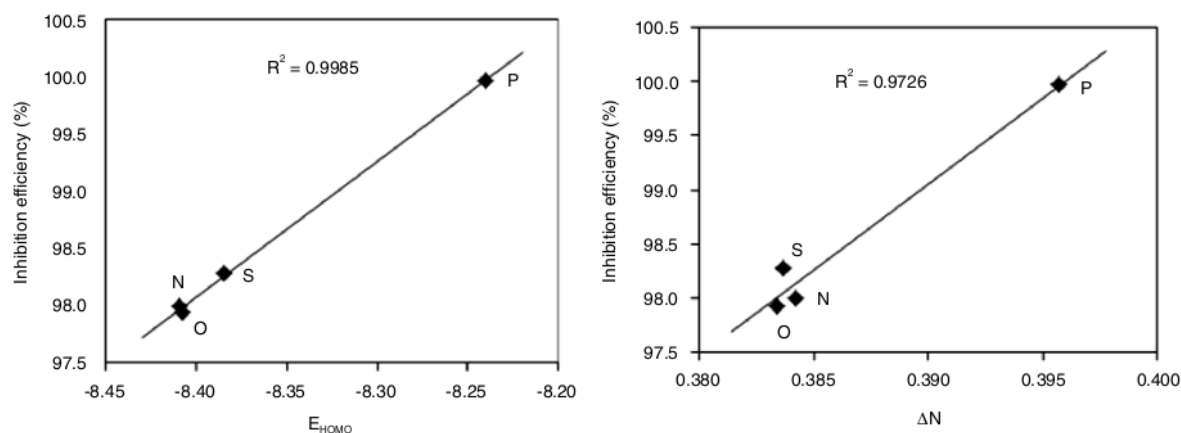 100.5
100.0
99.5
99.0
98.5
98.0
97.5
Inhibition efficiency (%)
R² = 0.9985
P
S
N
O
-8.45
-8.40
-8.35
-8.30
-8.25
-8.20
E_HOMO
100.5
100.0
99.5
99.0
98.5
98.0
97.5
Inhibition efficiency (%)
R² = 0.9726
P
S
N
O
0.380
0.385
0.390
0.395
0.400
ΔN